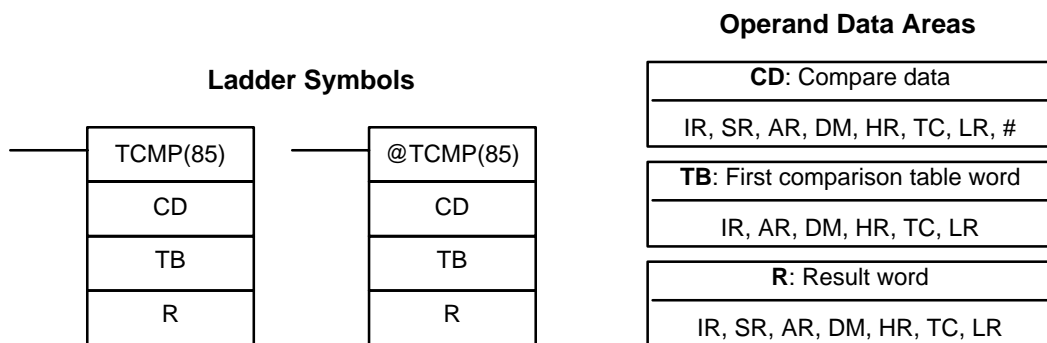 Ladder Symbols
TCMP(85)
CD
TB
R
@TCMP(85)
CD
TB
R
Operand Data Areas
CD: Compare data
IR, SR, AR, DM, HR, TC, LR, #
TB: First comparison table word
IR, AR, DM, HR, TC, LR
R: Result word
IR, SR, AR, DM, HR, TC, LR